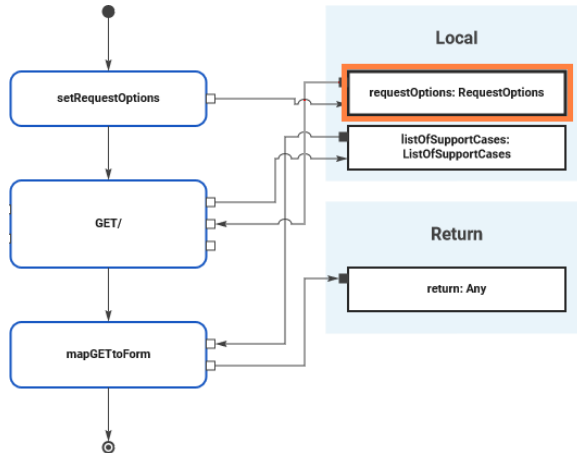 Local
requestOptions: RequestOptions
setRequestOptions
listOfSupportCases:
ListOfSupportCases
GET/
Return
return: Any
mapGETtoForm